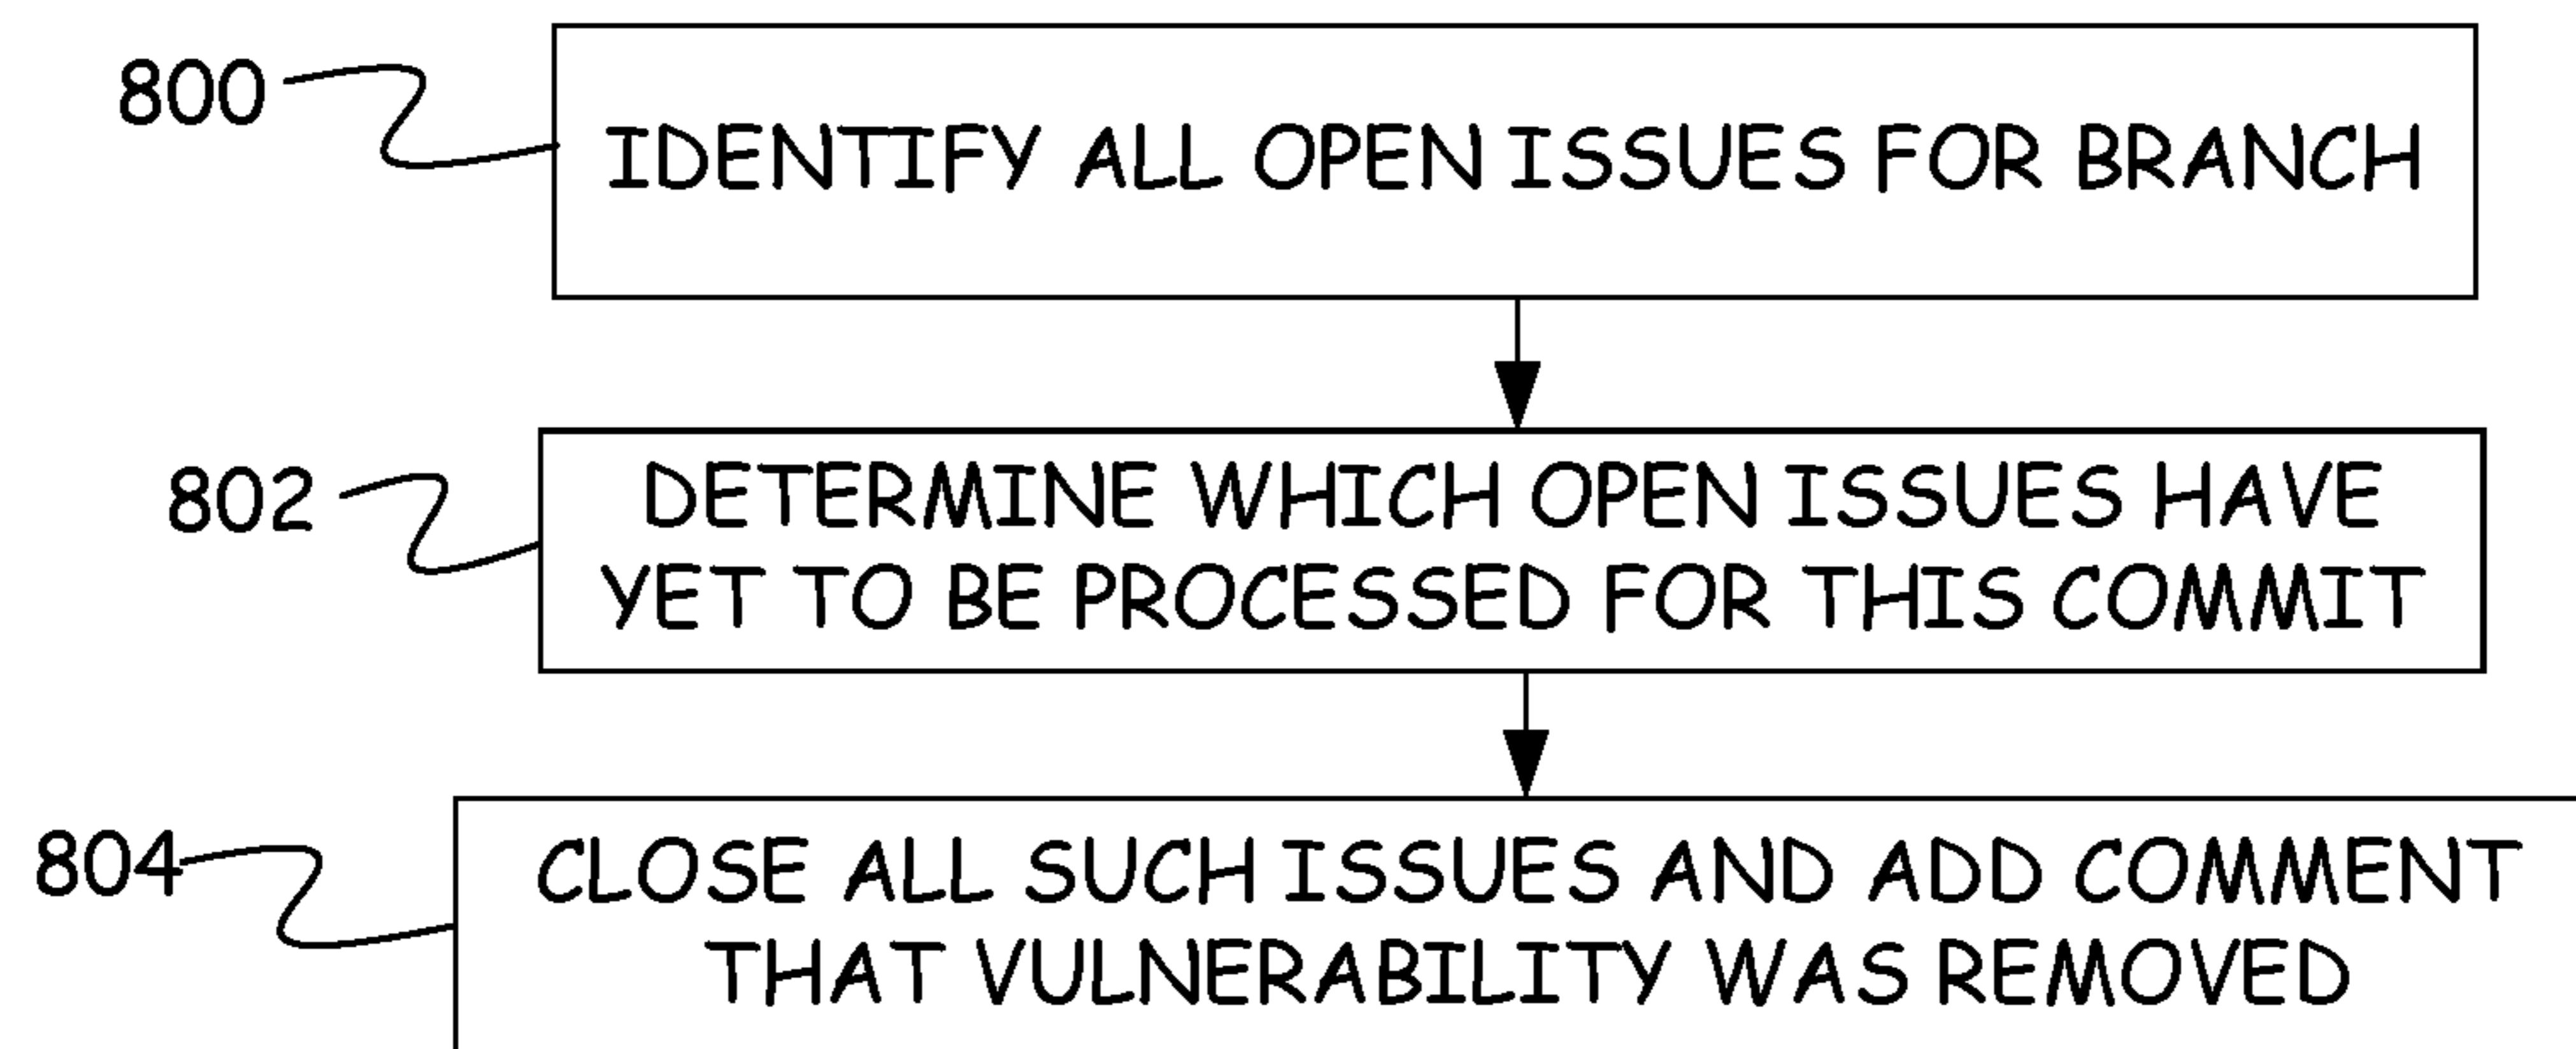 800
IDENTIFY ALL OPEN ISSUES FOR BRANCH
802
DETERMINE WHICH OPEN ISSUES HAVE
YET TO BE PROCESSED FOR THIS COMMIT
804
CLOSE ALL SUCH ISSUES AND ADD COMMENT
THAT VULNERABILITY WAS REMOVED